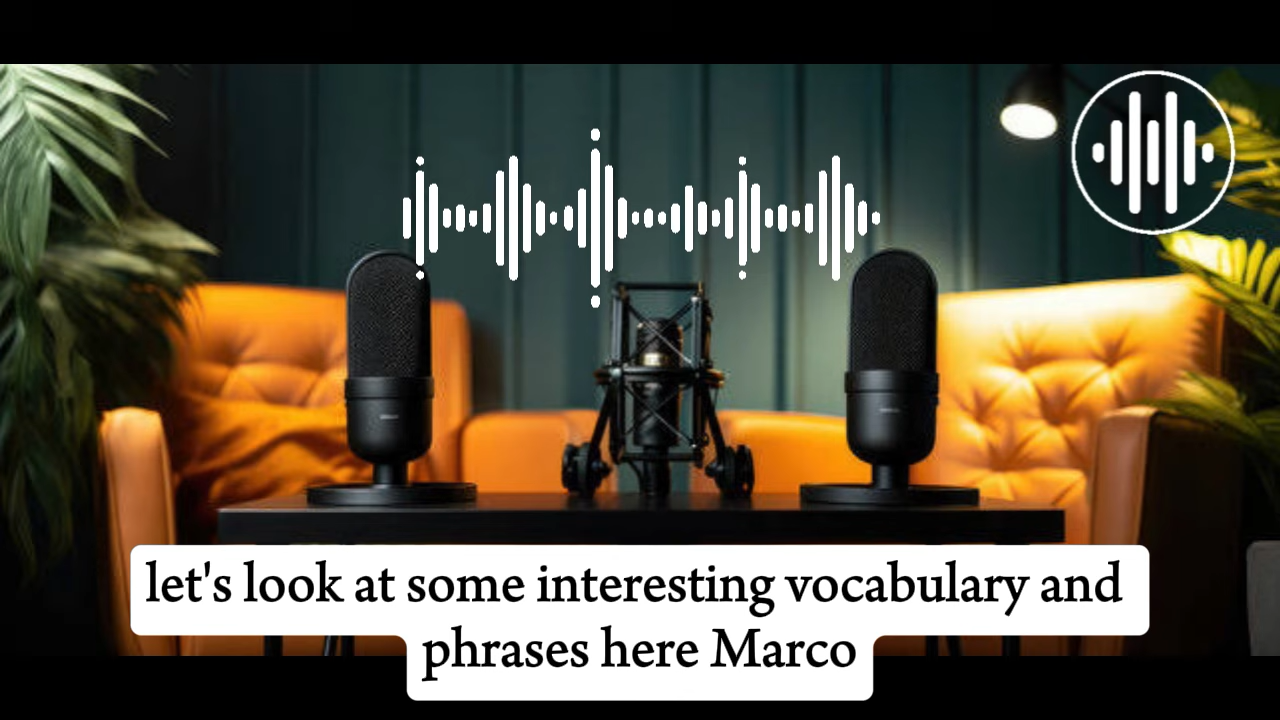 let's look at some interesting vocabulary and
phrases here Marco